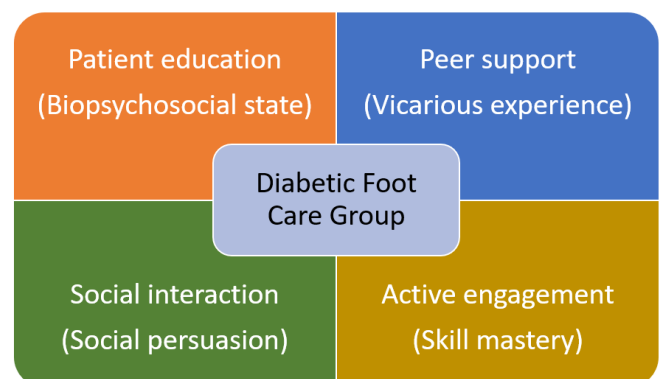 Patient education
(Biopsychosocial state)
Peer support
(Vicarious experience)
Diabetic Foot
Care Group
Social interaction
(Social persuasion)
Active engagement
(Skill mastery)